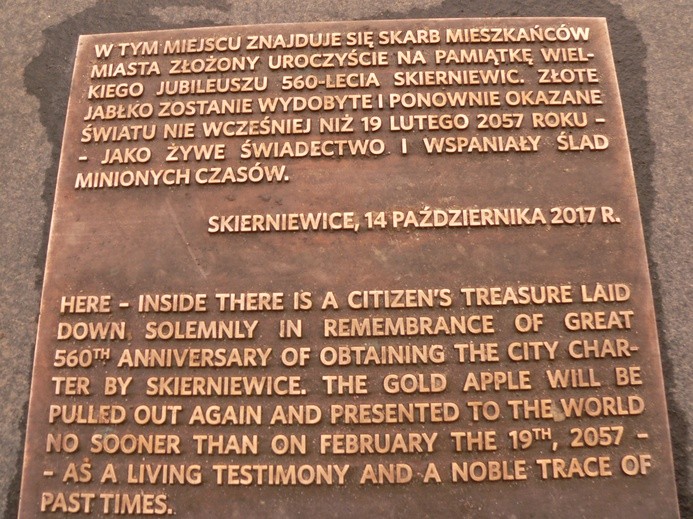 W TYM MIEJSCU ZNAJDUJE SIĘ SKARB MIESZKAŃCÓW
MIASTA ZŁOŻONY UROCZYŚCIE NA PAMIĄTKĘ WIEL-
KIEGO JUBILEUSZU 560-LECIA SKIERNIEWIC. ZŁOTE
JABŁKO ZOSTANIE WYDOBYTE I PONOWNIE OKAZANE
ŚWIATU NIE WCZEŚNIEJ NIŻ 19 LUTEGO 2057 ROKU –
– JAKO ŻYWE ŚWIADECTWO I WSPANIAŁY ŚLAD
MINIONYCH CZASÓW.
SKIERNIEWICE, 14 PAŹDZIERNIKA 2017 R.
HERE – INSIDE THERE IS A CITIZEN'S TREASURE LAID
DOWN SOLEMNLY IN REMEMBRANCE OF GREAT
560TH ANNIVERSARY OF OBTAINING THE CITY CHAR-
TER BY SKIERNIEWICE. THE GOLD APPLE WILL BE
PULLED OUT AGAIN AND PRESENTED TO THE WORLD
NO SOONER THAN ON FEBRUARY THE 19TH, 2057 –
– AS A LIVING TESTIMONY AND A NOBLE TRACE OF
PAST TIMES.